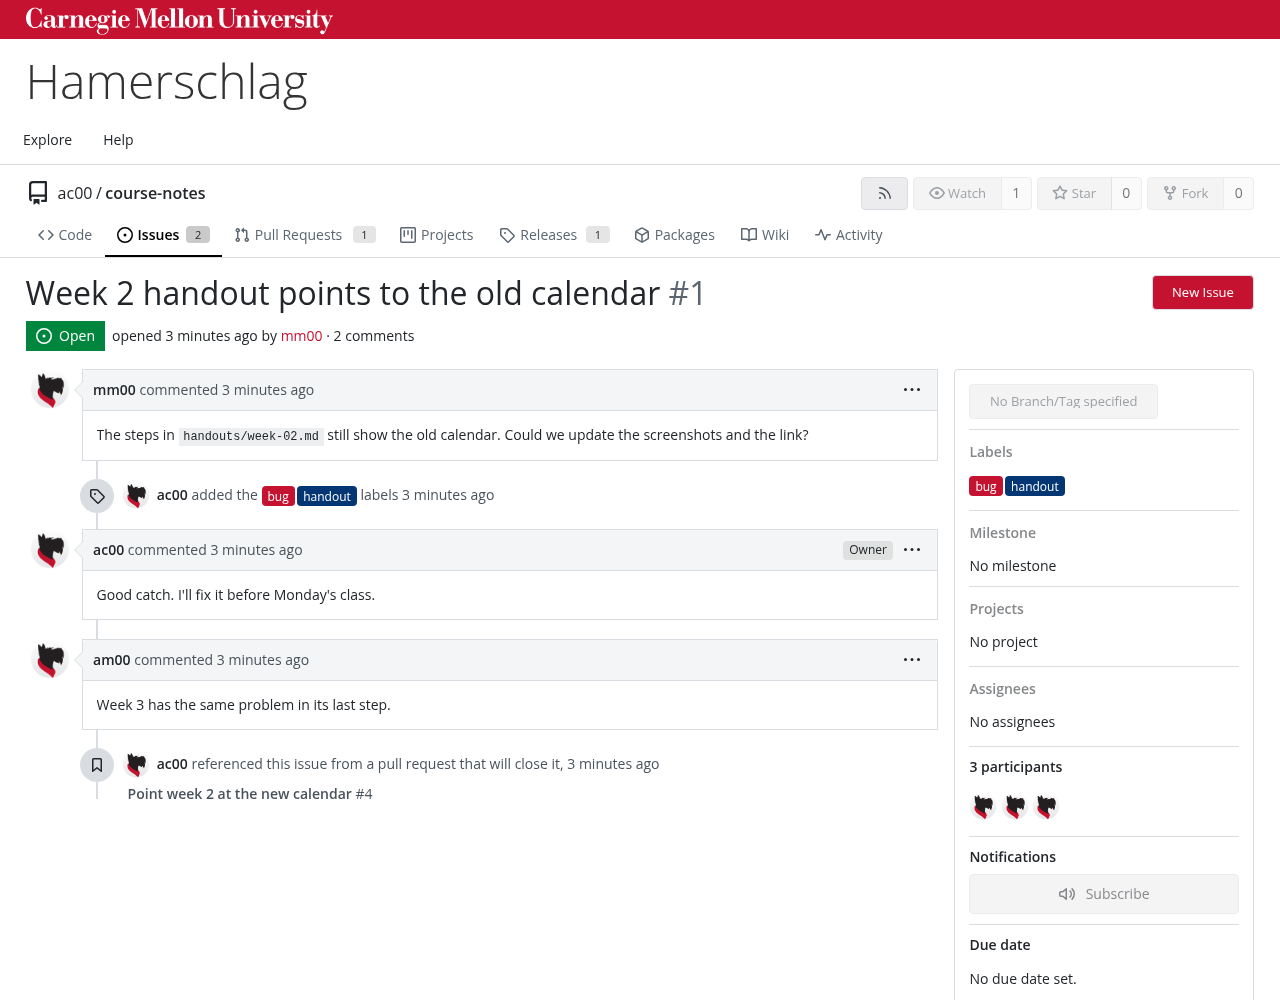 Carnegie Mellon University
Hamerschlag
Explore Help
ac00 / course-notes
Watch 1 Star 0 Fork 0
Code Issues 2 Pull Requests 1 Projects Releases 1 Packages Wiki Activity
Week 2 handout points to the old calendar #1
New Issue
Open opened 3 minutes ago by mm00 · 2 comments
mm00 commented 3 minutes ago
The steps in handouts/week-02.md still show the old calendar. Could we update the screenshots and the link?
ac00 added the bug handout labels 3 minutes ago
ac00 commented 3 minutes ago Owner
Good catch. I'll fix it before Monday's class.
am00 commented 3 minutes ago
Week 3 has the same problem in its last step.
ac00 referenced this issue from a pull request that will close it, 3 minutes ago
Point week 2 at the new calendar #4
No Branch/Tag specified
Labels
bug handout
Milestone
No milestone
Projects
No project
Assignees
No assignees
3 participants
Notifications
Subscribe
Due date
No due date set.